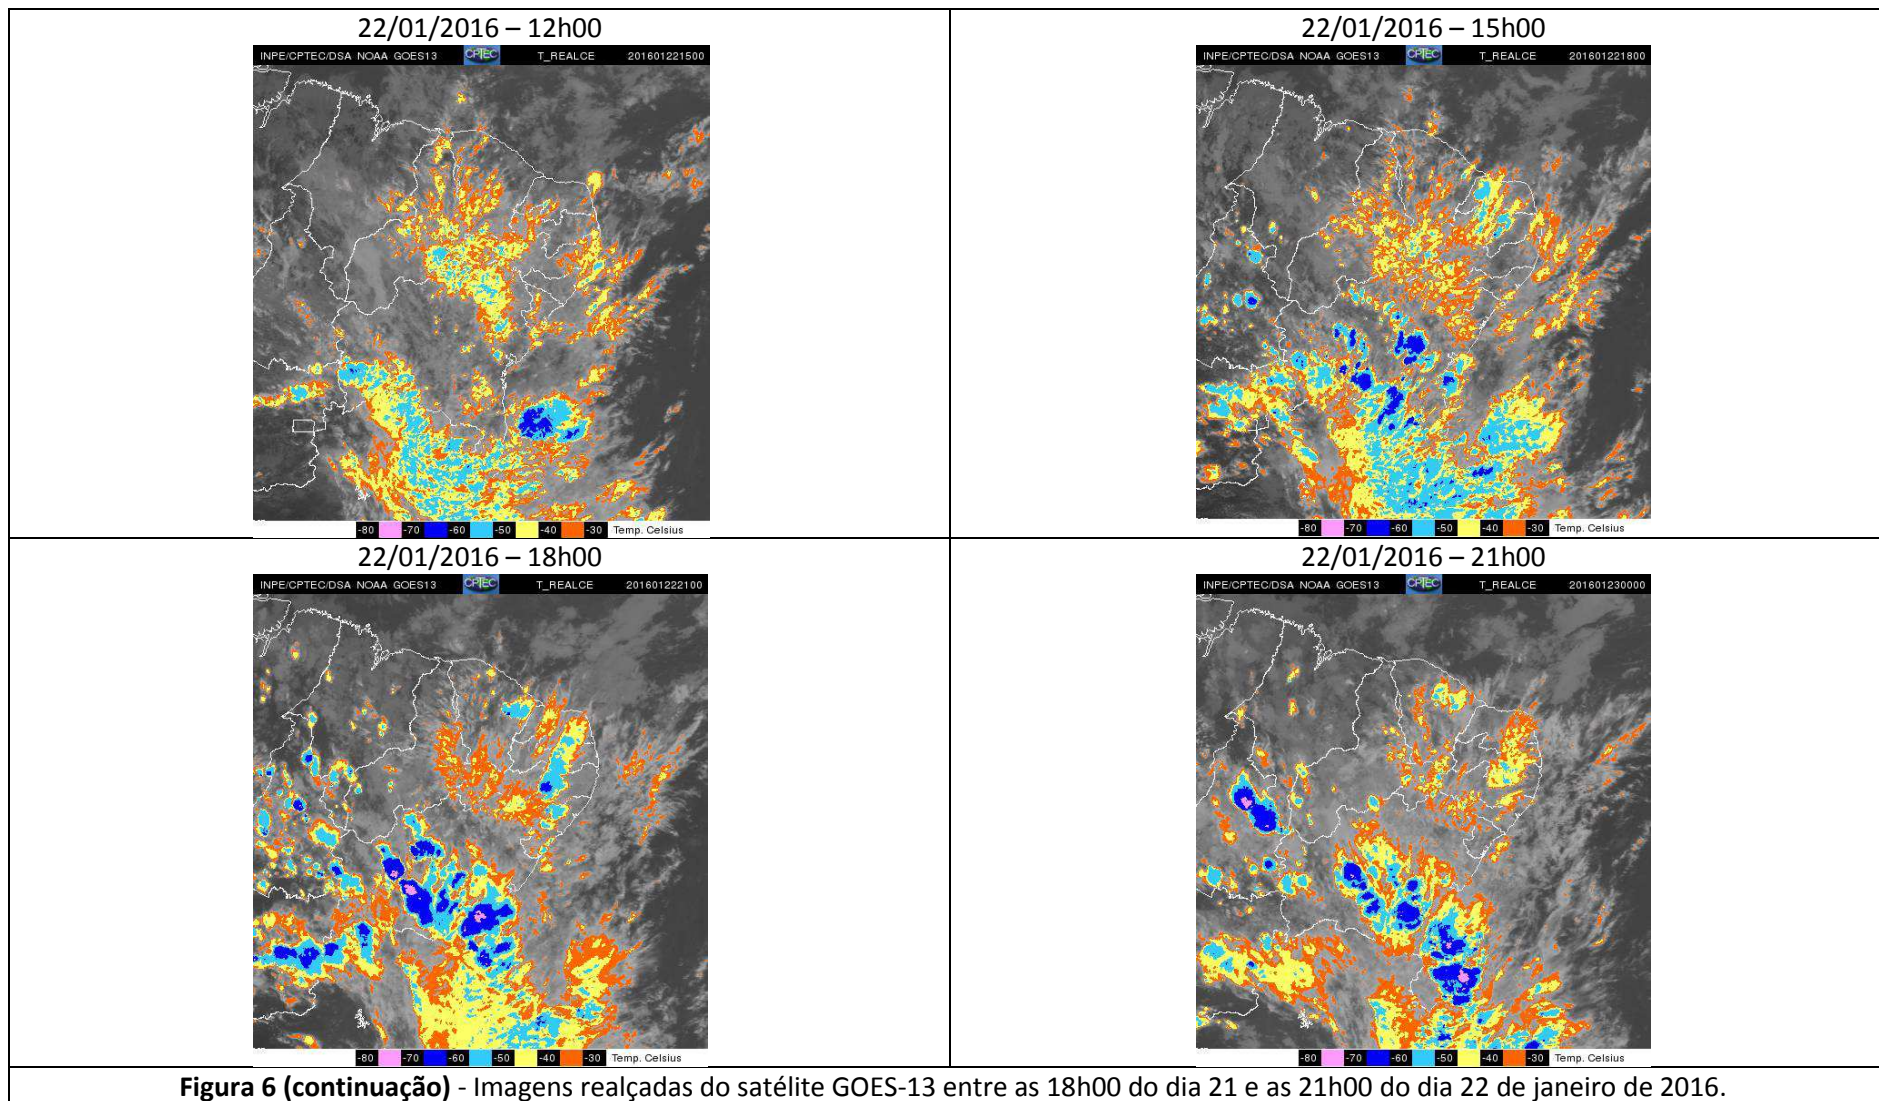 22/01/2016 – 12h00
INPE/CPTEC/DSA NOAA GOES13 CPTEC T_REALCE 201601221500
-80 -70 -60 -50 -40 -30 Temp. Celsius
22/01/2016 – 15h00
INPE/CPTEC/DSA NOAA GOES13 CPTEC T_REALCE 201601221800
-80 -70 -60 -50 -40 -30 Temp. Celsius
22/01/2016 – 18h00
INPE/CPTEC/DSA NOAA GOES13 CPTEC T_REALCE 201601222100
-80 -70 -60 -50 -40 -30 Temp. Celsius
22/01/2016 – 21h00
INPE/CPTEC/DSA NOAA GOES13 CPTEC T_REALCE 201601230000
-80 -70 -60 -50 -40 -30 Temp. Celsius
Figura 6 (continuação) - Imagens realçadas do satélite GOES-13 entre as 18h00 do dia 21 e as 21h00 do dia 22 de janeiro de 2016.